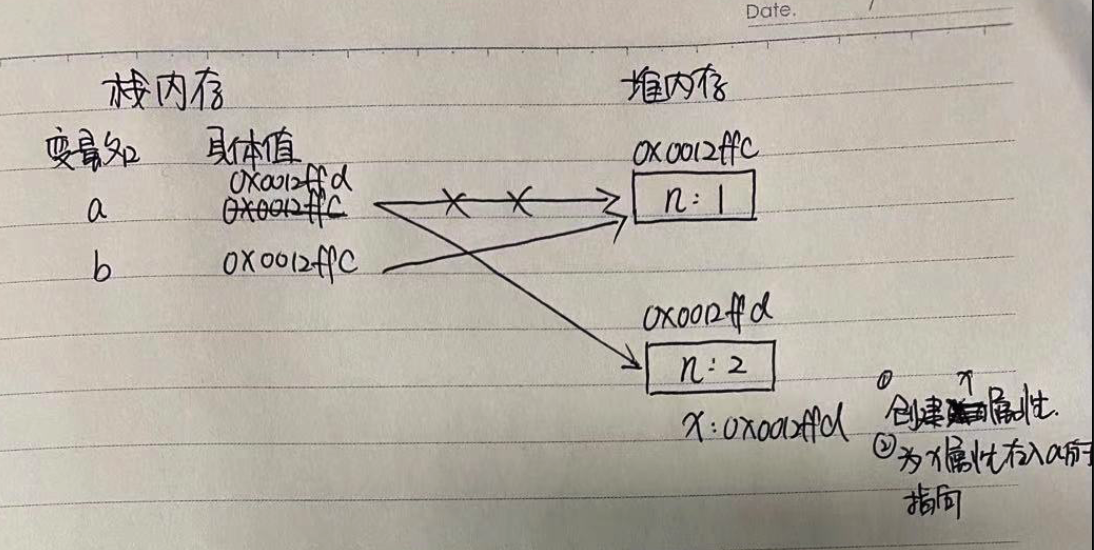 Date.
栈内存 堆内存
变量名 具体值 0x0012ffc
0x0012ffd
a 0x0012ffc n: 1
b 0x0012ffc
0x0012ffd
n: 2
① 创建x属性.
x: 0x0012ffd
②为x属性存入a所
指向